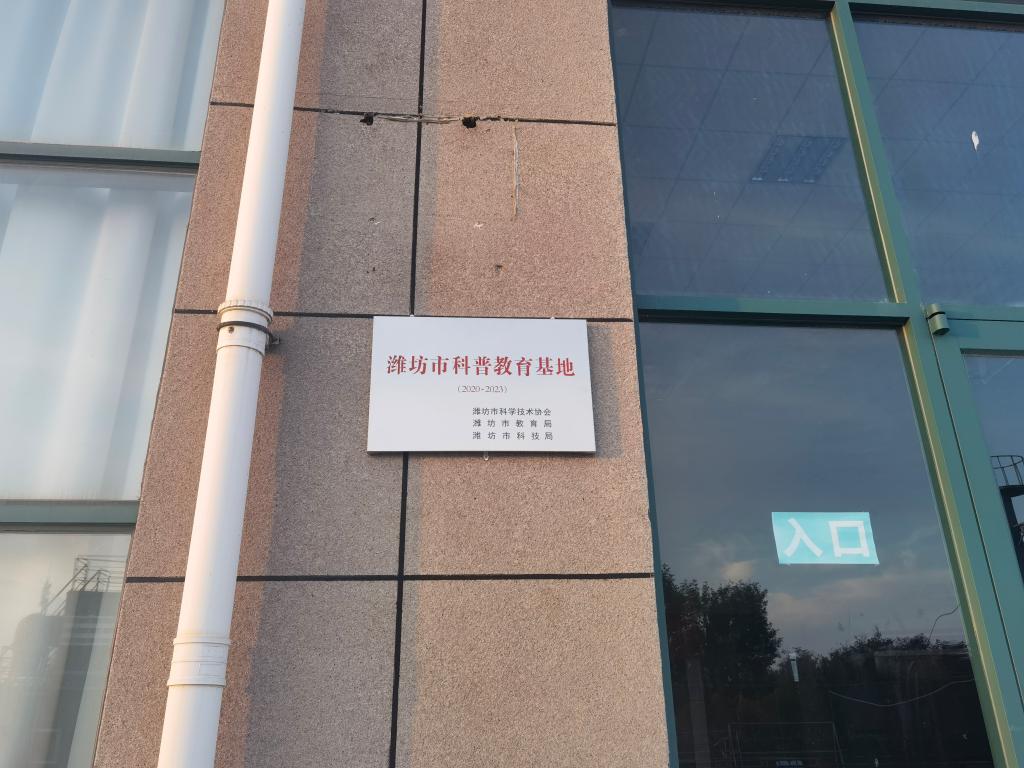 潍坊市科普教育基地
(2020-2023)
潍坊市科学技术协会
潍坊市教育局
潍坊市科技局
入口